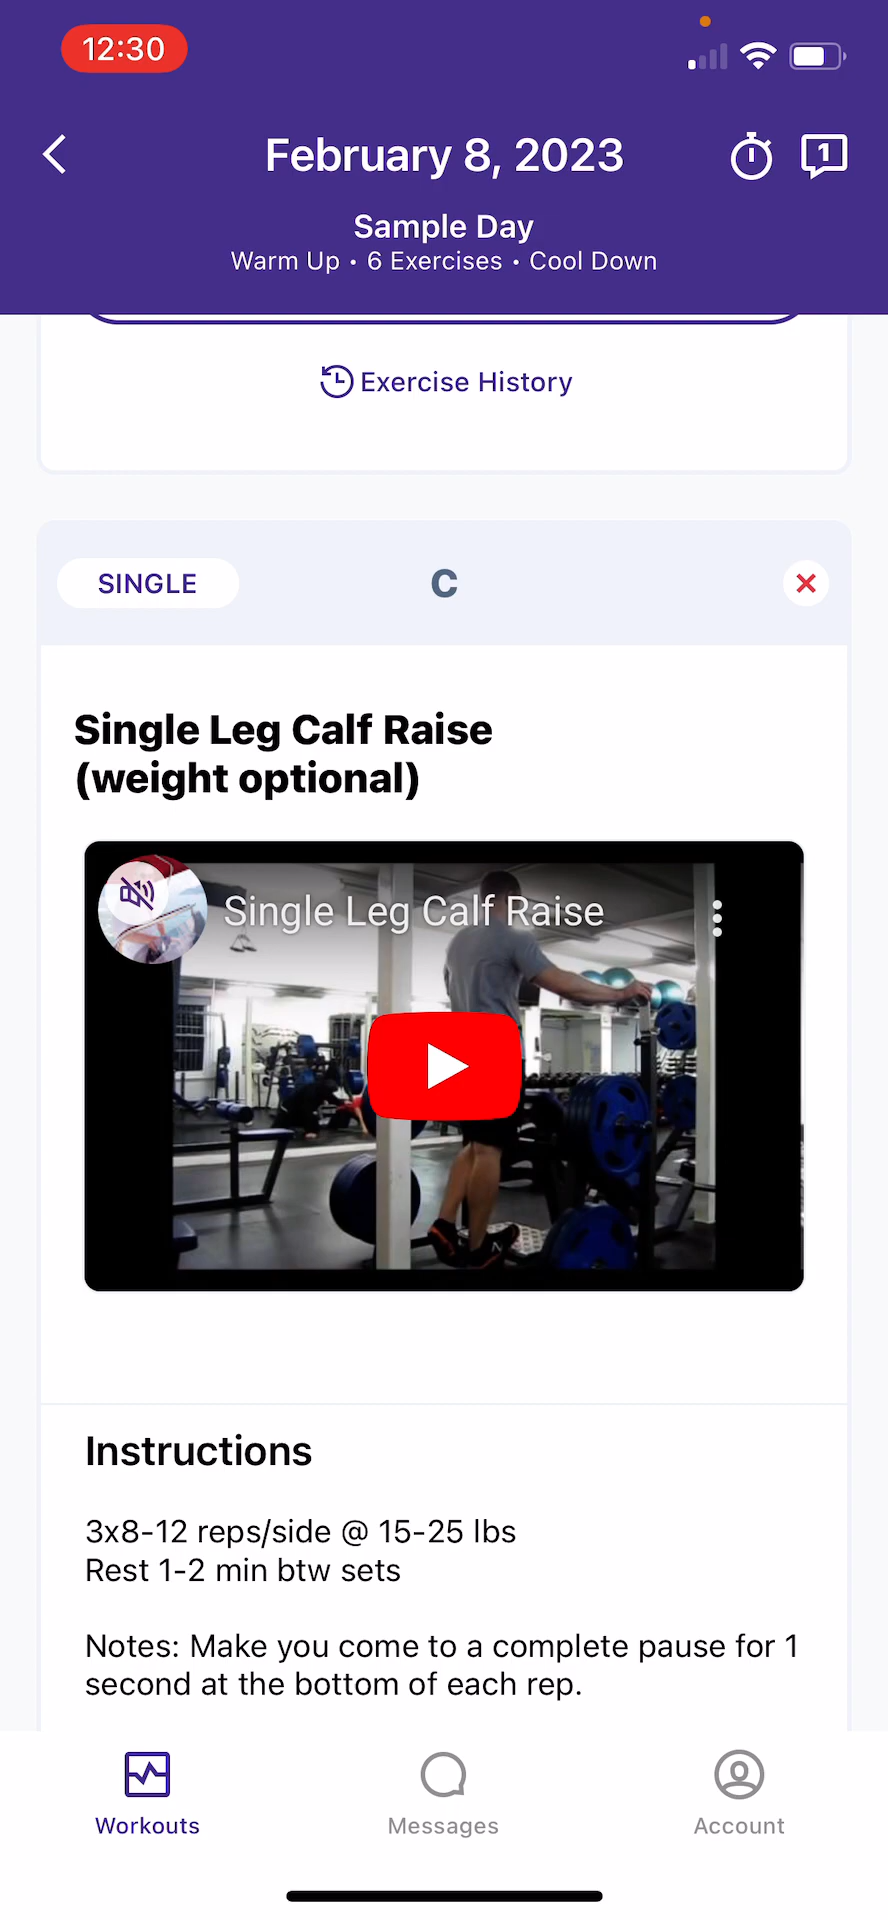 12:30
February 8, 2023
1
Sample Day
Warm Up • 6 Exercises • Cool Down
Exercise History
SINGLE
C
Single Leg Calf Raise
(weight optional)
Single Leg Calf Raise
Instructions
3x8-12 reps/side @ 15-25 lbs
Rest 1-2 min btw sets
Notes: Make you come to a complete pause for 1
second at the bottom of each rep.
Workouts
Messages
Account